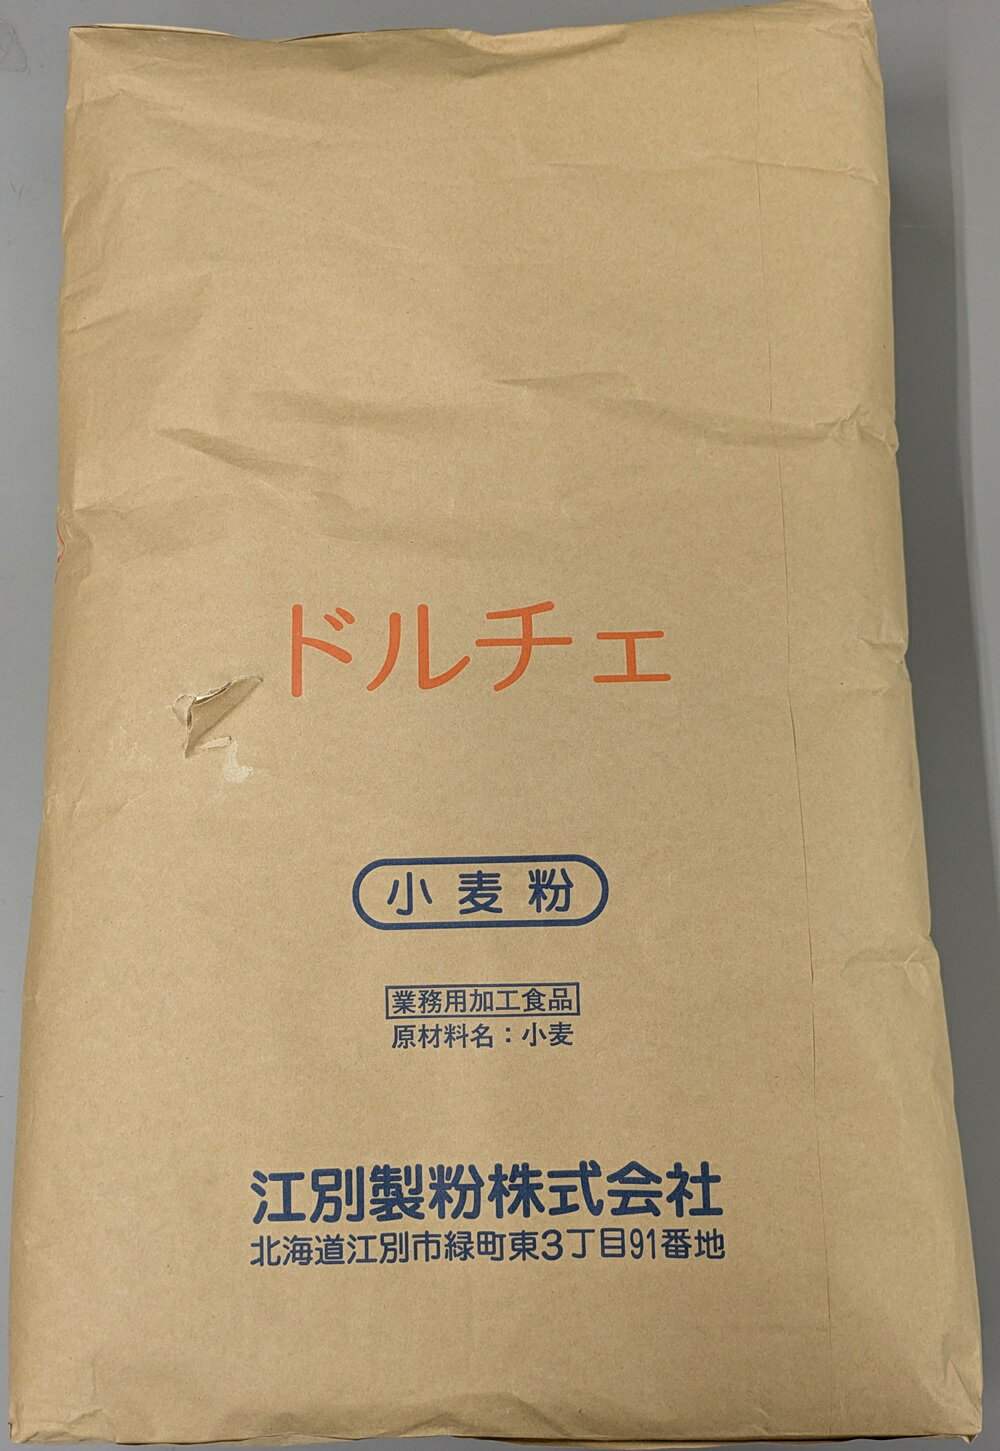 ドルチェ
小麦粉
業務用加工食品
原材料名：小麦
江別製粉株式会社
北海道江別市緑町東3丁目91番地